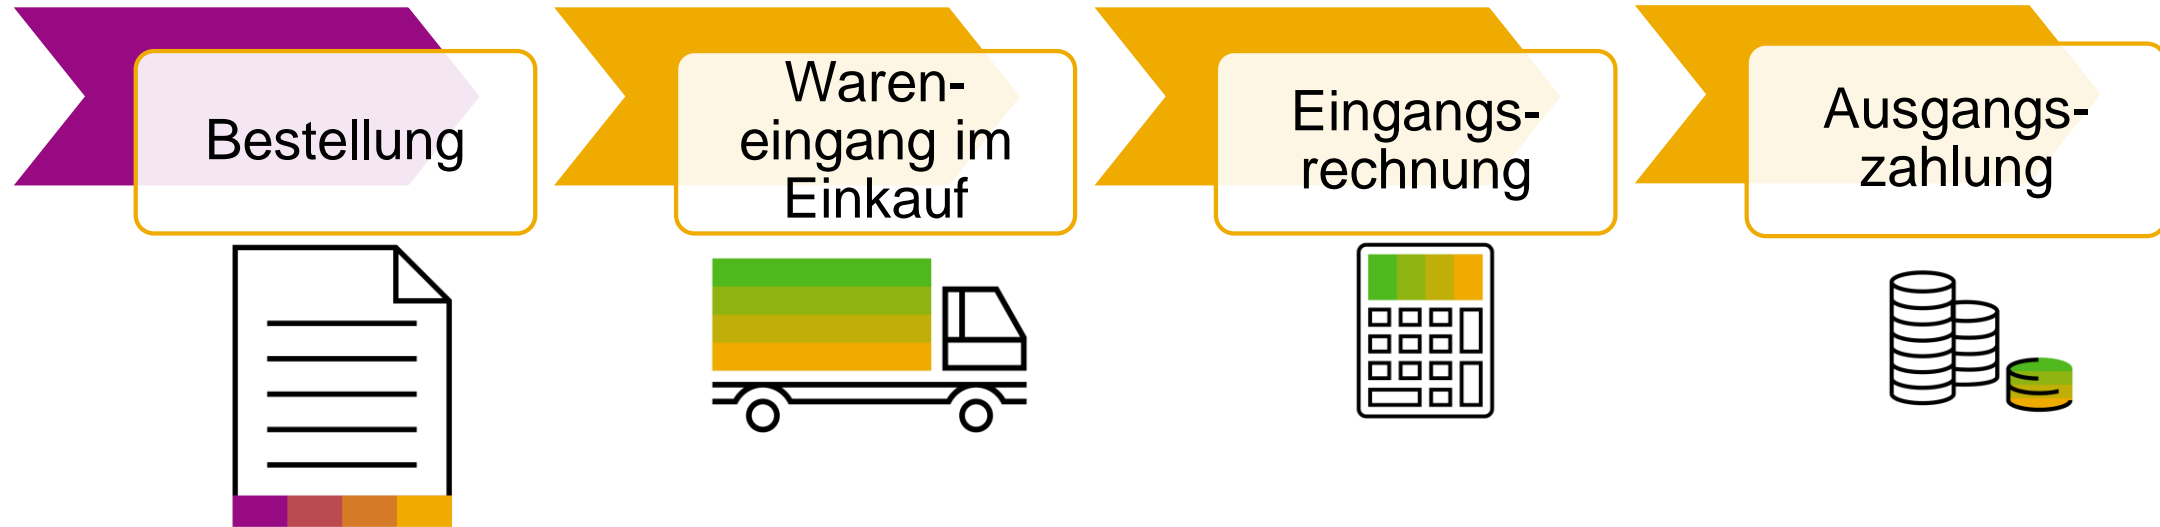 Bestellung
Waren-
eingang im
Einkauf
Eingangs-
rechnung
Ausgangs-
zahlung